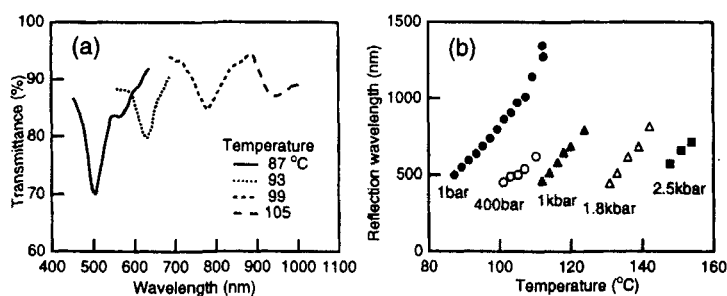 (a)
100
90
80
70
60
Transmittance (%)
400 500 600 700 800 900 1000
Wavelength (nm)
Temperature
87 °C
93
99
105
(b)
1500
1000
500
0
Reflection wavelength (nm)
1bar
400bar
1kbar
1.8kbar
2.5kbar
80 100 120 140 160
Temperature (°C)